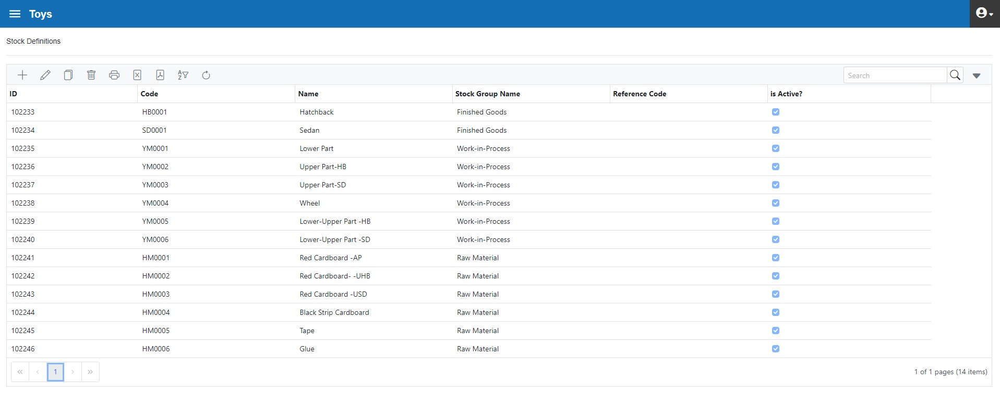 Toys
Stock Definitions
Search
ID Code Name Stock Group Name Reference Code is Active?
102233 HB0001 Hatchback Finished Goods
102234 SD0001 Sedan Finished Goods
102235 YM0001 Lower Part Work-in-Process
102236 YM0002 Upper Part-HB Work-in-Process
102237 YM0003 Upper Part-SD Work-in-Process
102238 YM0004 Wheel Work-in-Process
102239 YM0005 Lower-Upper Part -HB Work-in-Process
102240 YM0006 Lower-Upper Part -SD Work-in-Process
102241 HM0001 Red Cardboard -AP Raw Material
102242 HM0002 Red Cardboard- -UHB Raw Material
102243 HM0003 Red Cardboard -USD Raw Material
102244 HM0004 Black Strip Cardboard Raw Material
102245 HM0005 Tape Raw Material
102246 HM0006 Glue Raw Material
« ‹ 1 › » 1 of 1 pages (14 items)